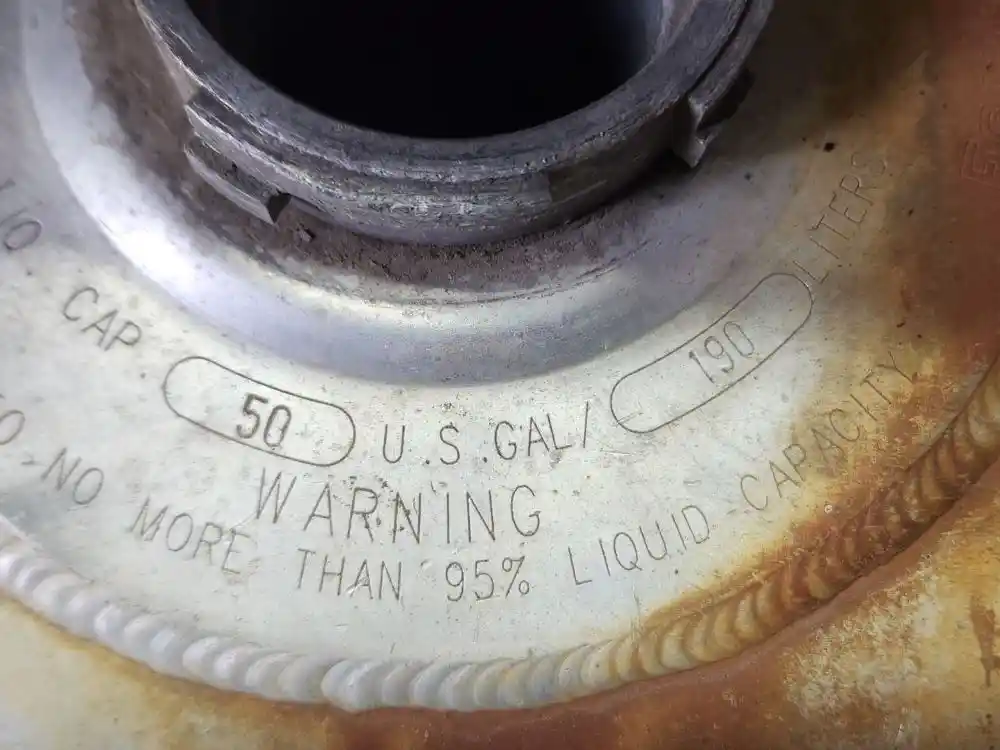 CAP 50 U.S. GAL/ 190 LITERS
WARNING
NO MORE THAN 95% LIQUID CAPACITY